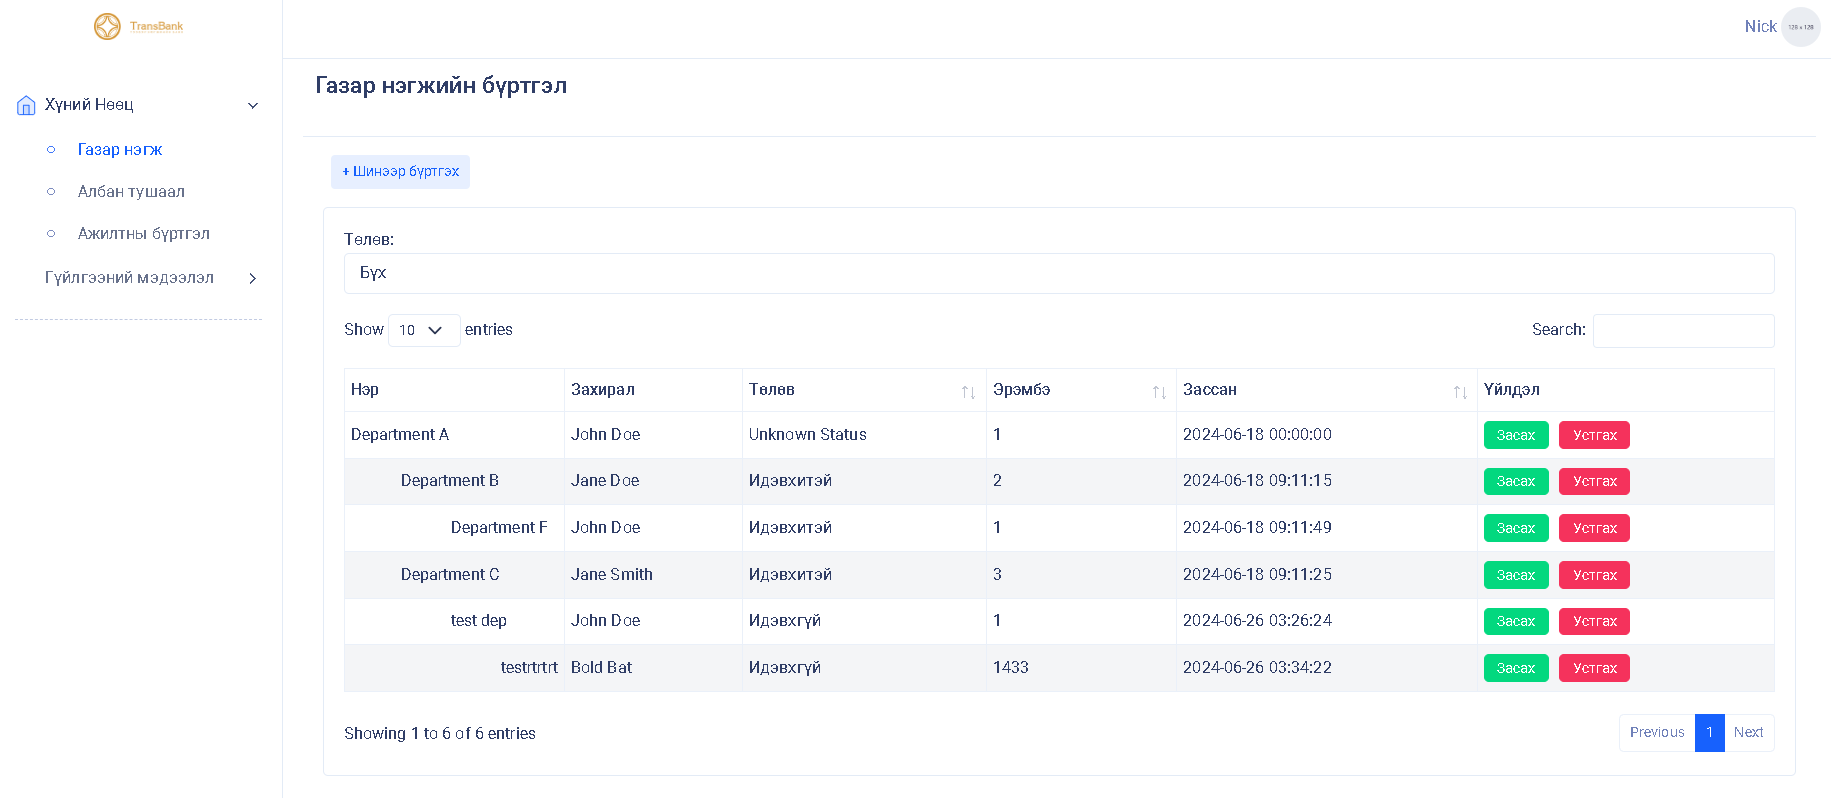 TransBank
Nick
128 x 128
Хүний Нөөц
Газар нэгж
Албан тушаал
Ажилтны бүртгэл
Гүйлгээний мэдээлэл
Газар нэгжийн бүртгэл
+ Шинээр бүртгэх
Төлөв:
Бүх
Show 10 entries
Search:
Нэр Захирал Төлөв Эрэмбэ Зассан Үйлдэл
Department A John Doe Unknown Status 1 2024-06-18 00:00:00 Засах Устгах
Department B Jane Doe Идэвхитэй 2 2024-06-18 09:11:15 Засах Устгах
Department F John Doe Идэвхитэй 1 2024-06-18 09:11:49 Засах Устгах
Department C Jane Smith Идэвхитэй 3 2024-06-18 09:11:25 Засах Устгах
test dep John Doe Идэвхгүй 1 2024-06-26 03:26:24 Засах Устгах
testrtrtrt Bold Bat Идэвхгүй 1433 2024-06-26 03:34:22 Засах Устгах
Showing 1 to 6 of 6 entries
Previous 1 Next